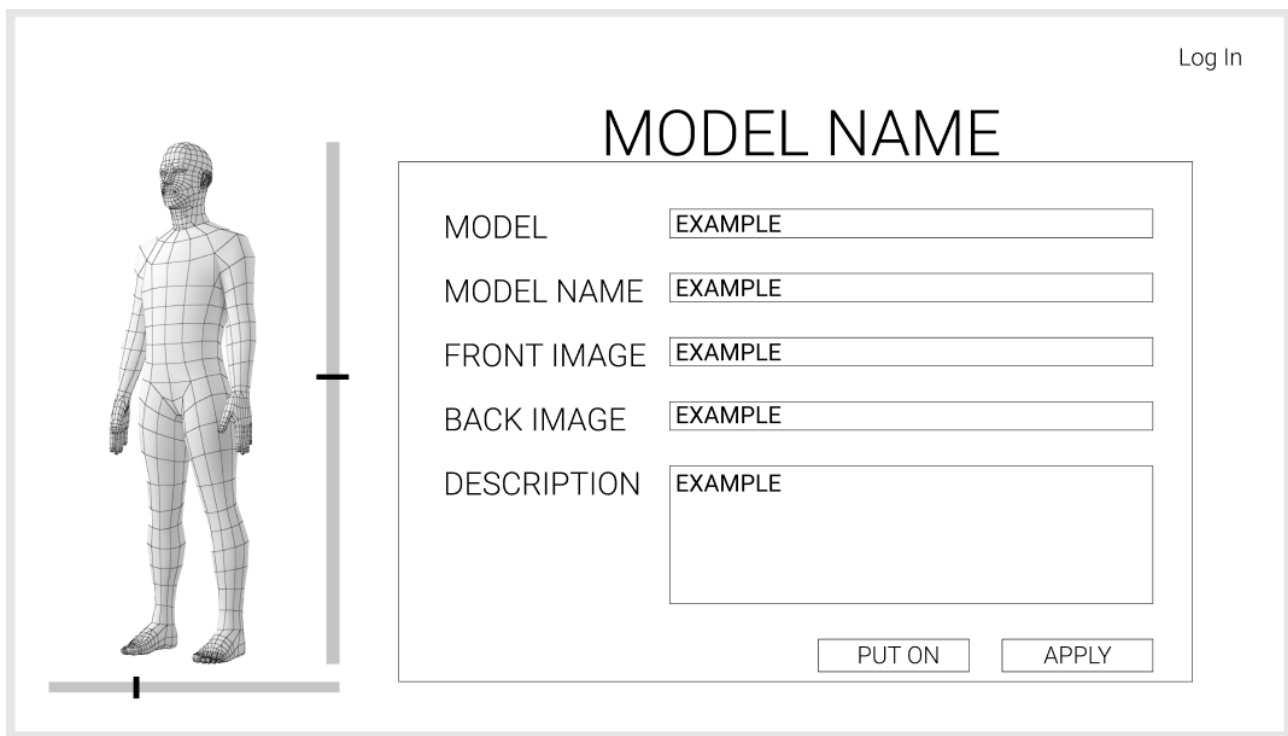 Log In
MODEL NAME
MODEL EXAMPLE
MODEL NAME EXAMPLE
FRONT IMAGE EXAMPLE
BACK IMAGE EXAMPLE
DESCRIPTION EXAMPLE
PUT ON APPLY